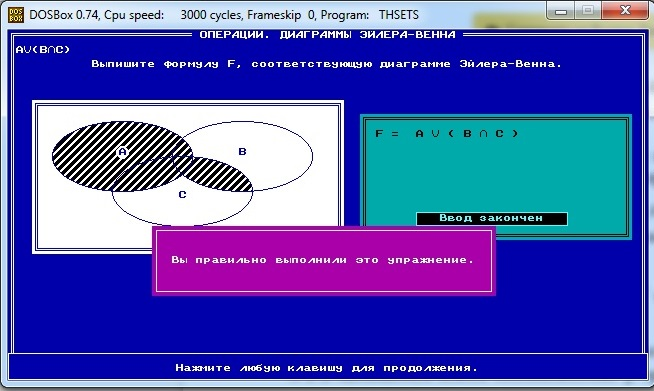 DOSBox 0.74, Cpu speed: 3000 cycles, Frameskip 0, Program: THSETS
ОПЕРАЦИИ. ДИАГРАММЫ ЭЙЛЕРА-ВЕННА
A∪(B∩C)
Выпишите формулу F, соответствующую диаграмме Эйлера-Венна.
F = A ∪ ( B ∩ C )
A
B
C
Ввод закончен
Вы правильно выполнили это упражнение.
Нажмите любую клавишу для продолжения.